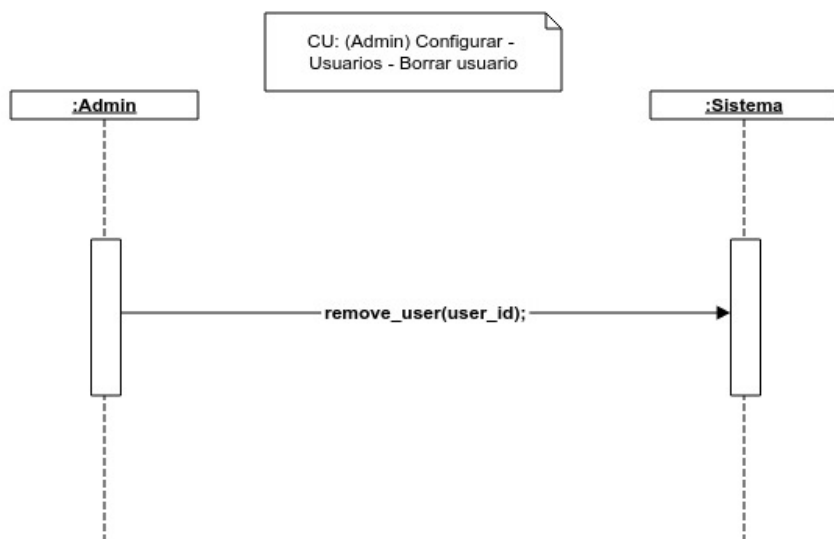 CU: (Admin) Configurar -
Usuarios - Borrar usuario
:Admin
:Sistema
remove_user(user_id);